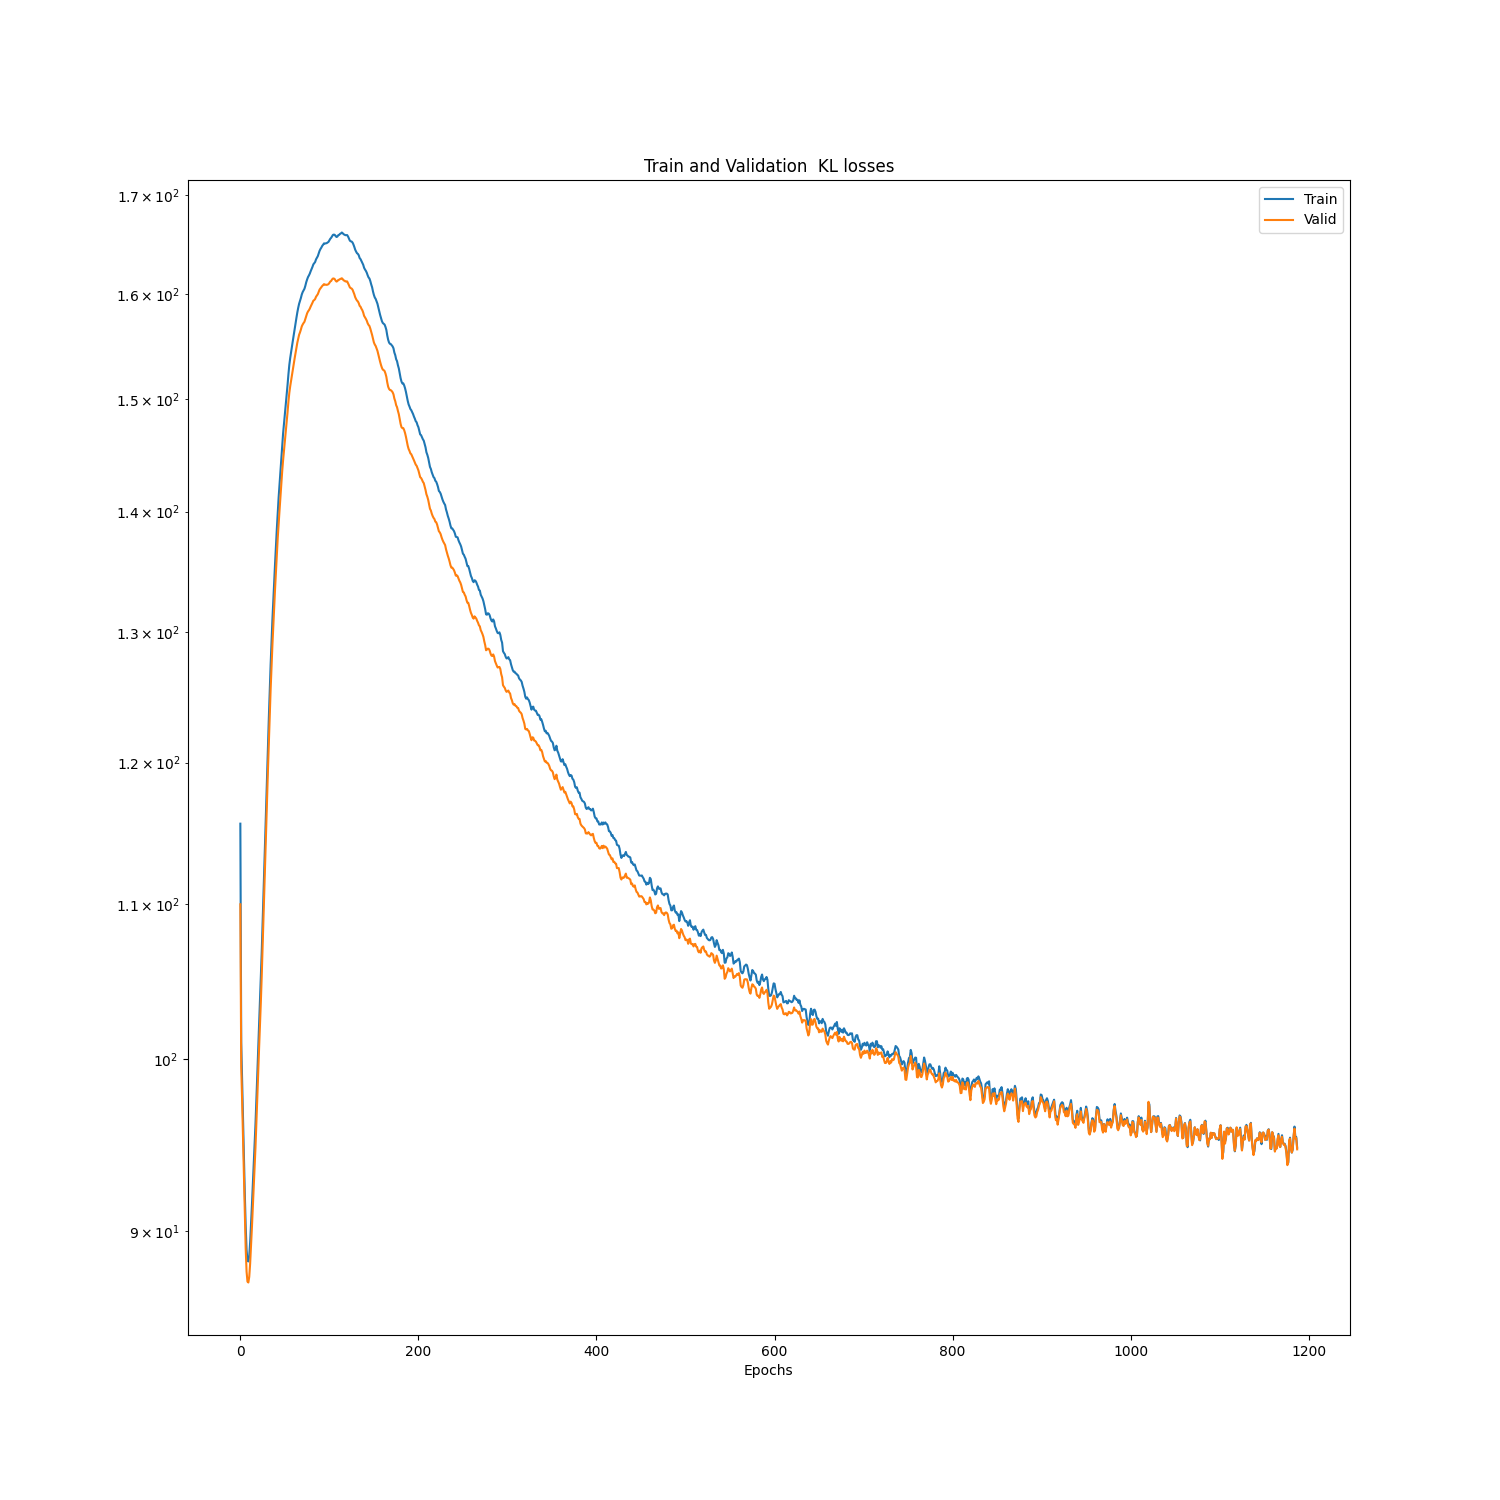 Train and Validation  KL losses
1.7 × 10²
1.6 × 10²
1.5 × 10²
1.4 × 10²
1.3 × 10²
1.2 × 10²
1.1 × 10²
10²
9 × 10¹
Train
Valid
0 200 400 600 800 1000 1200
Epochs